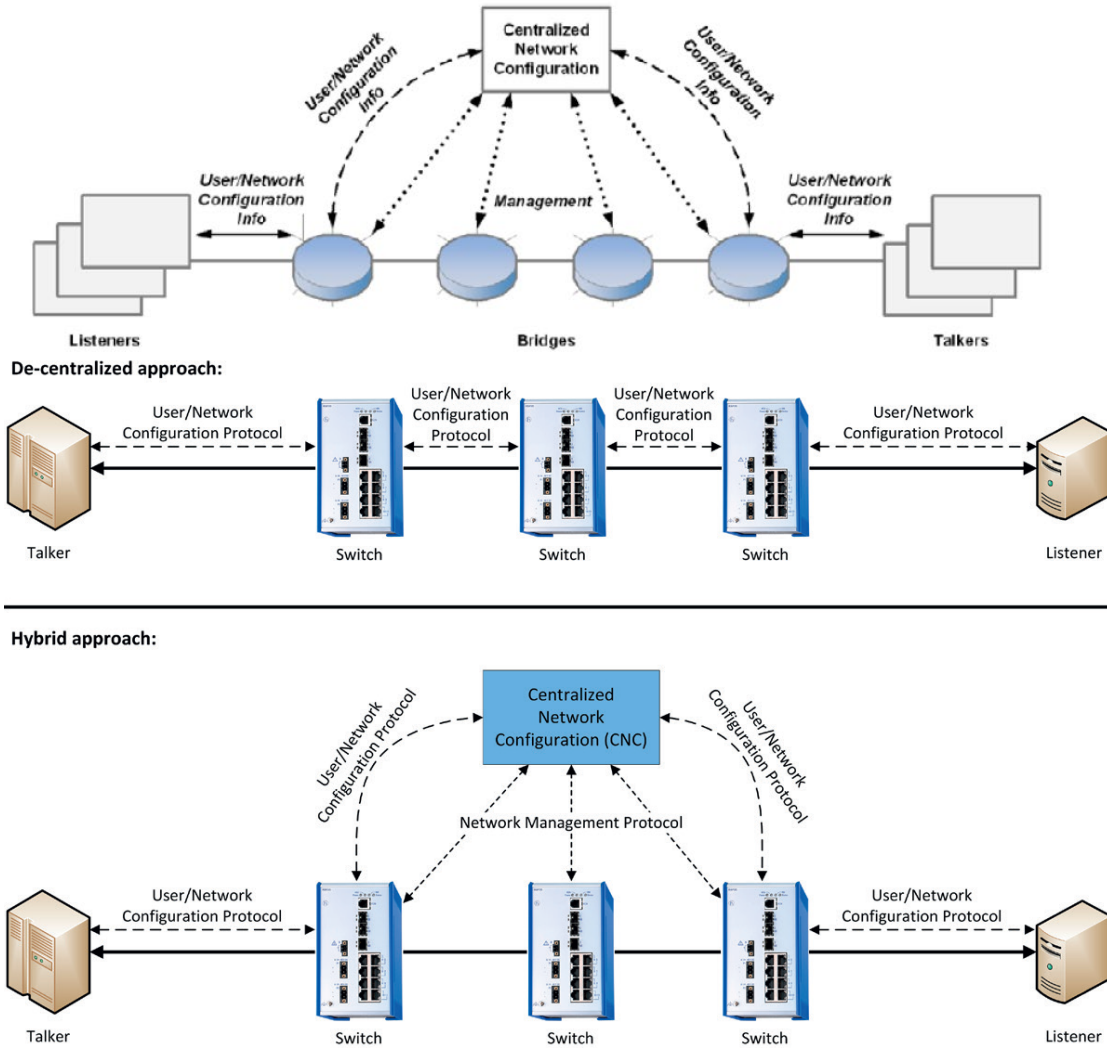 Centralized
Network
Configuration
User/Network
Configuration
Info
User/Network
Configuration
Info
User/Network
Configuration
Info
Management
User/Network
Configuration
Info
Listeners
Bridges
Talkers
De-centralized approach:
User/Network
Configuration Protocol
User/Network
Configuration
Protocol
User/Network
Configuration
Protocol
User/Network
Configuration Protocol
Talker
Switch
Switch
Switch
Listener
Hybrid approach:
Centralized
Network
Configuration (CNC)
User/Network
Configuration Protocol
User/Network
Configuration Protocol
Network Management Protocol
User/Network
Configuration Protocol
User/Network
Configuration Protocol
Talker
Switch
Switch
Switch
Listener